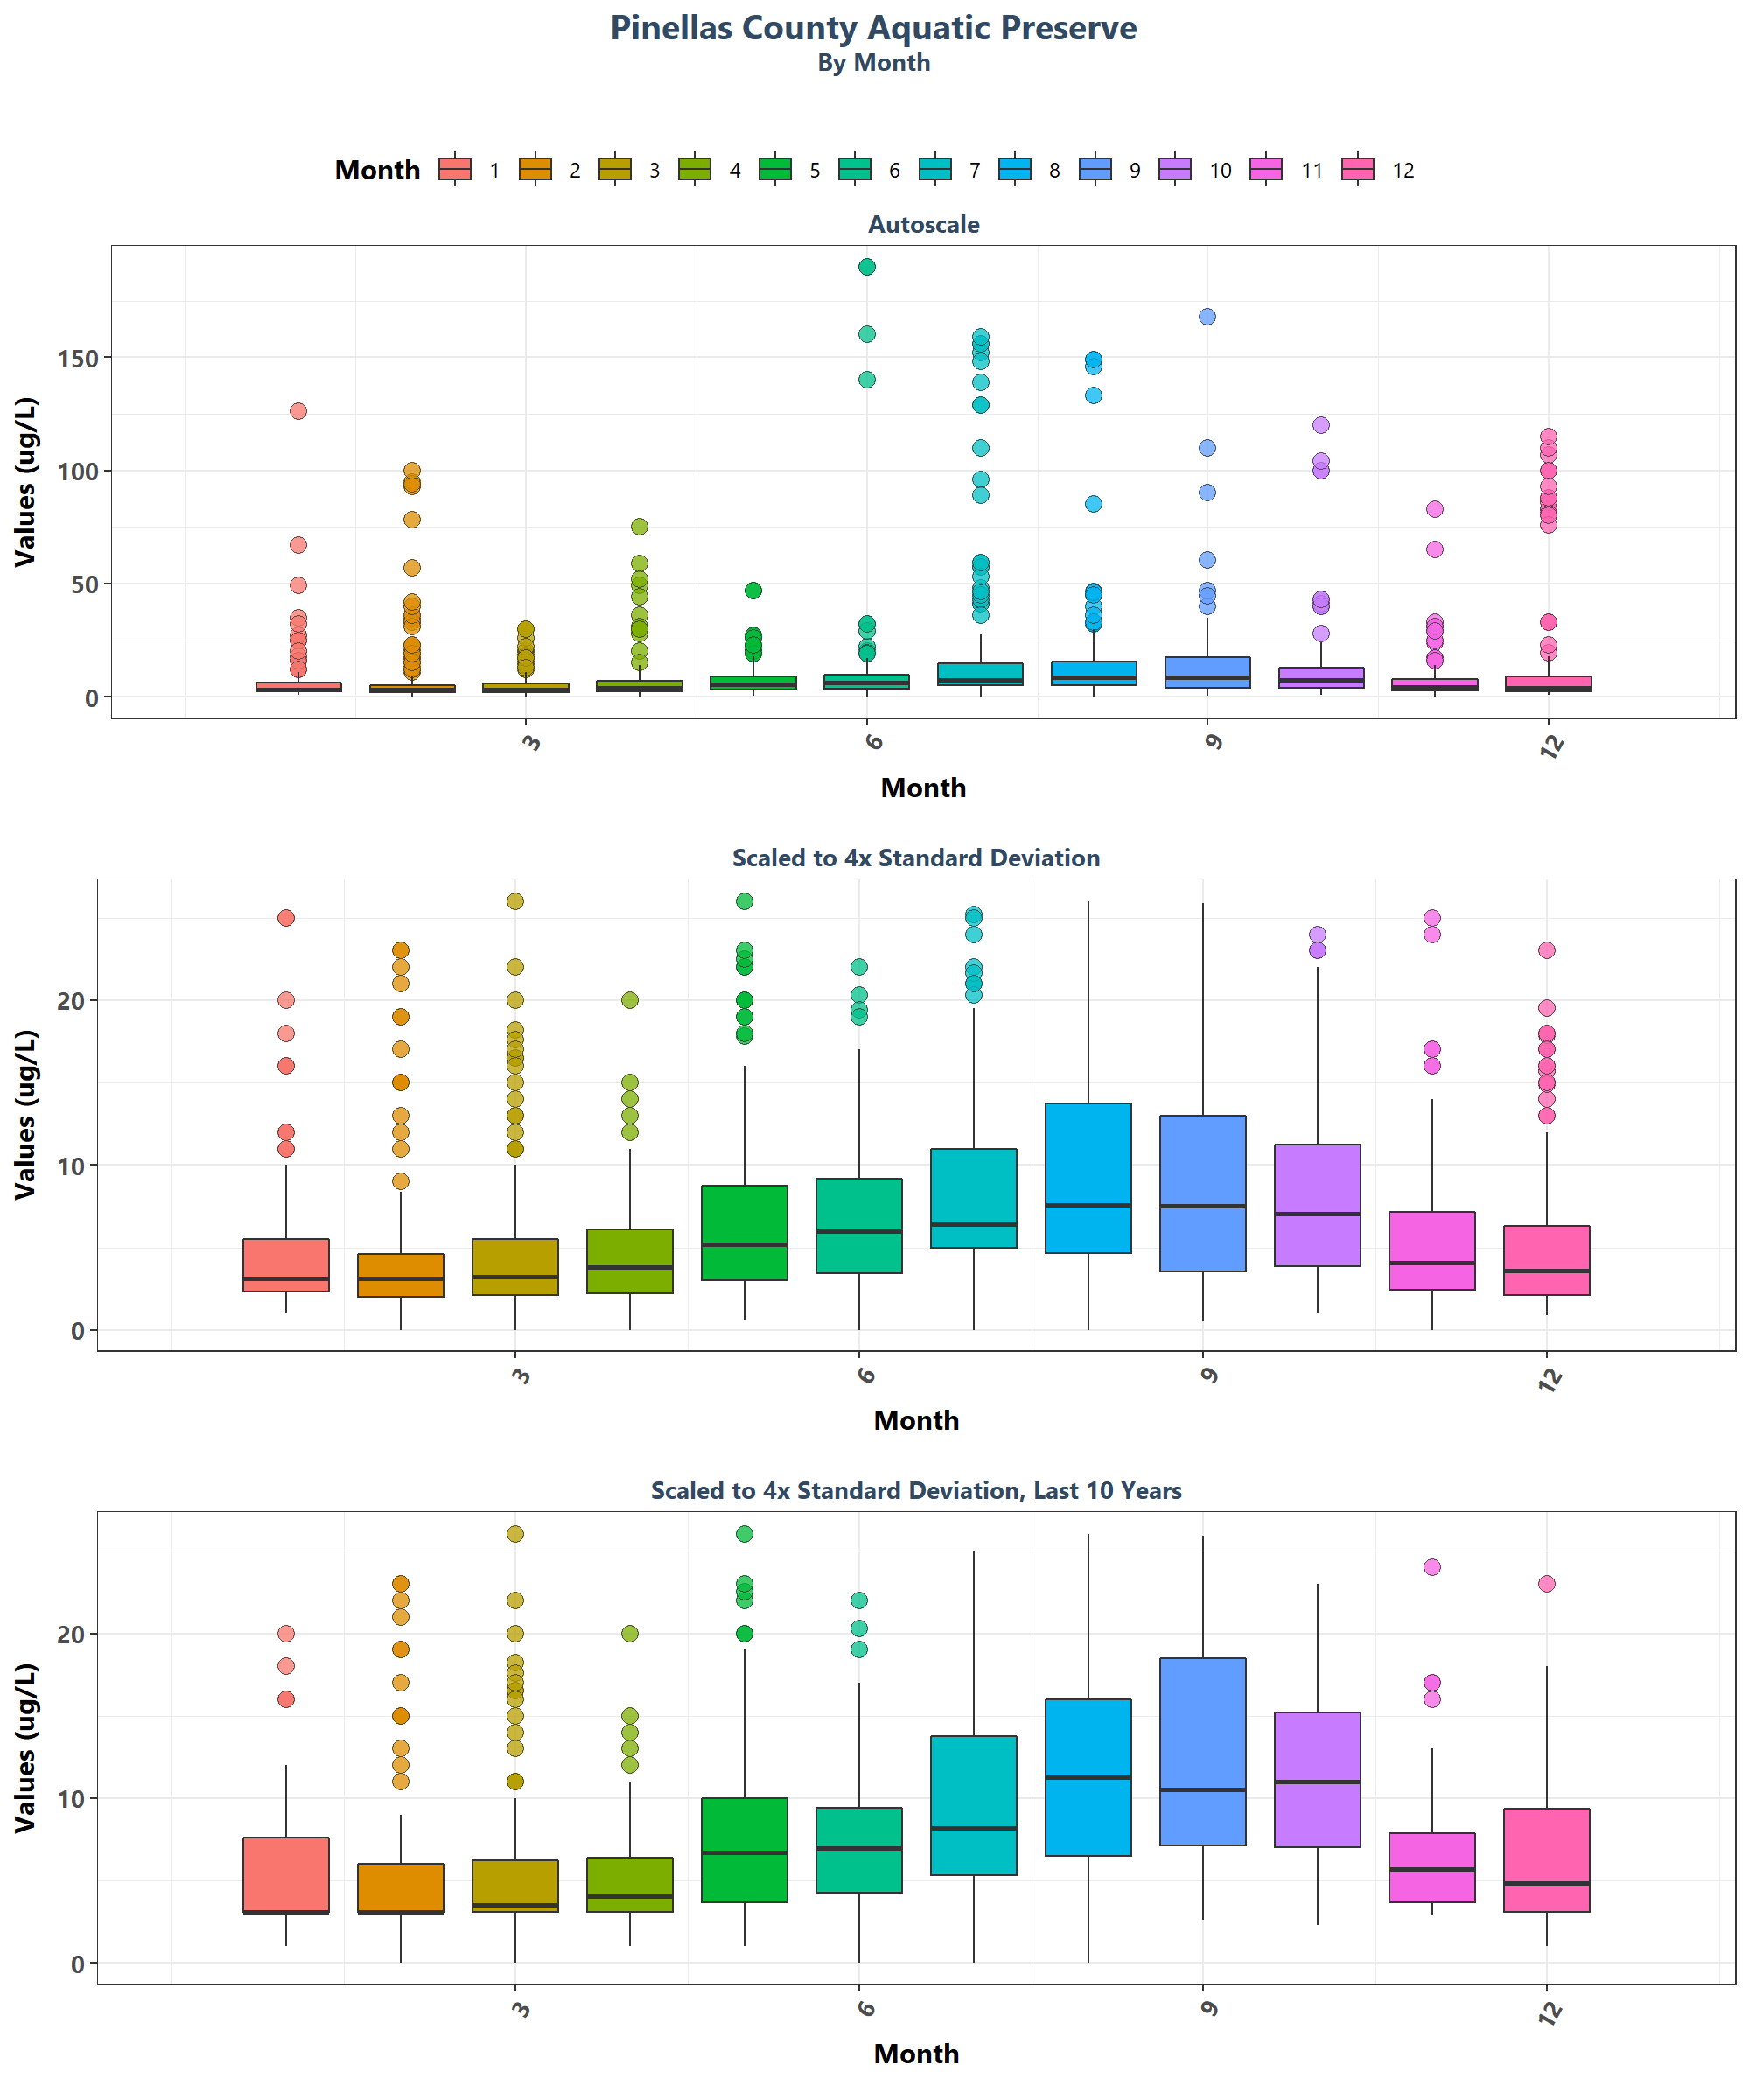 Pinellas County Aquatic Preserve
By Month
Month 1 2 3 4 5 6 7 8 9 10 11 12
Autoscale
Values (ug/L)
150
100
50
0
3 6 9 12
Month
Scaled to 4x Standard Deviation
Values (ug/L)
20
10
0
3 6 9 12
Month
Scaled to 4x Standard Deviation, Last 10 Years
Values (ug/L)
20
10
0
3 6 9 12
Month